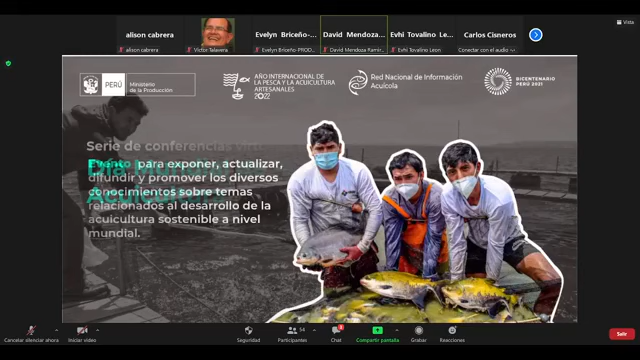 Vista
alison cabrera
Evelyn Briceño-...
David Mendoza...
Evhi Tovalino Le...
Carlos Cisneros
alison cabrera
Victor Talavera
Evelyn Briceño-PROD...
David Mendoza Ramir...
Evhi Tovalino Leon
Conectar con el audio
PERÚ
Ministerio
de la Producción
AÑO INTERNACIONAL DE
LA PESCA Y LA ACUICULTURA
ARTESANALES
2022
Red Nacional de Información
Acuícola
BICENTENARIO
PERÚ 2021
Serie de conferencias
Evento para exponer, actualizar,
difundir y promover los diversos
conocimientos sobre temas
relacionados al desarrollo de la
acuicultura sostenible a nivel
mundial.
Cancelar silenciar ahora
Iniciar video
Seguridad
54
Participantes
Chat
Compartir pantalla
Grabar
Reacciones
Salir